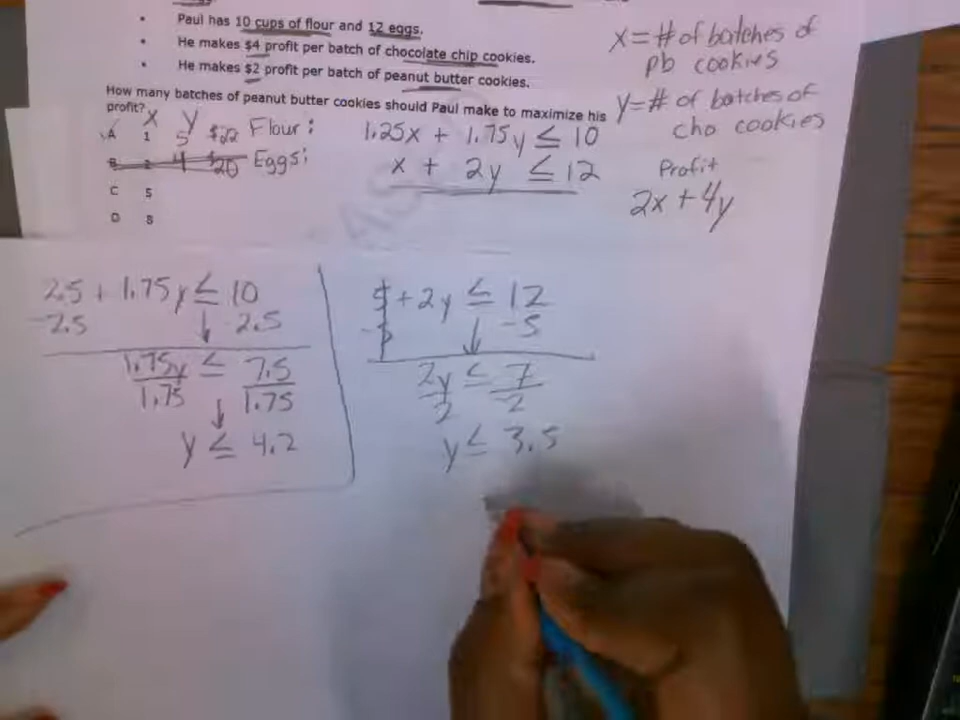 • Paul has 10 cups of flour and 12 eggs.
• He makes $4 profit per batch of chocolate chip cookies.
• He makes $2 profit per batch of peanut butter cookies.
How many batches of peanut butter cookies should Paul make to maximize his
profit?
x y
A 1 5 $22
B 2 4 $20
C 5
D 8
Flour:
Eggs:
1.25x + 1.75y ≤ 10
x + 2y ≤ 12
x = # of batches of
pb cookies
y = # of batches of
cho cookies
Profit
2x + 4y
2.5 + 1.75y ≤ 10
-2.5 ↓ -2.5
1.75y ≤ 7.5
1.75 1.75
y ≤ 4.2
5 + 2y ≤ 12
-5 ↓ -5
2y ≤ 7
2 2
y ≤ 3.5